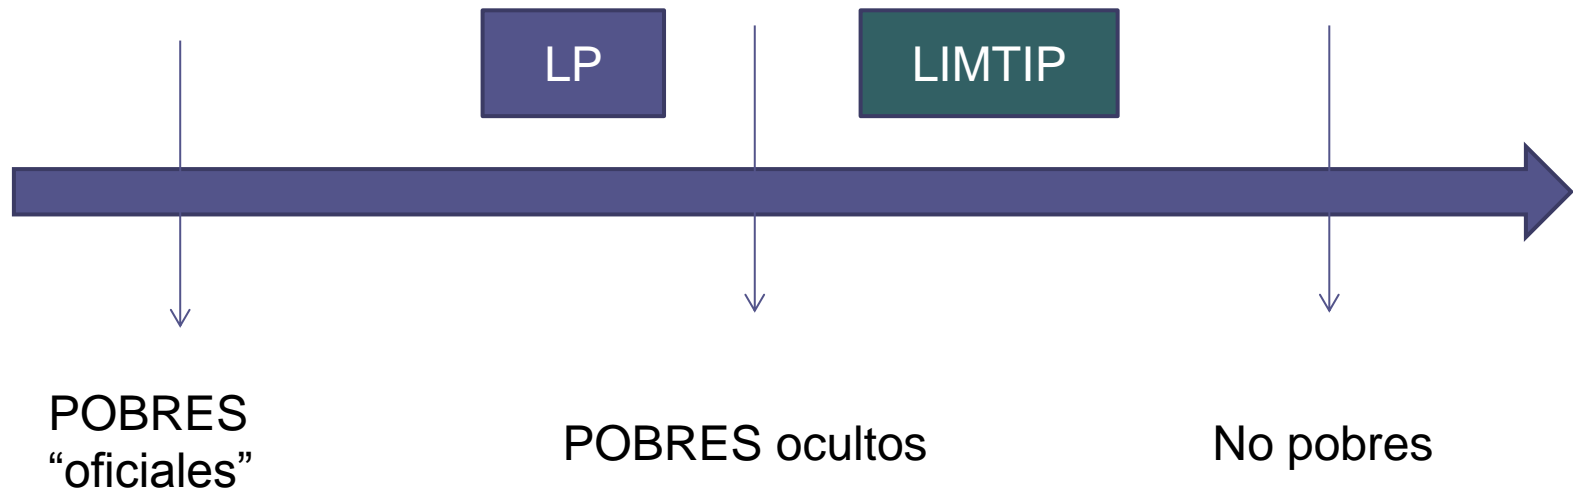 LP
LIMTIP
POBRES
“oficiales”
POBRES ocultos
No pobres